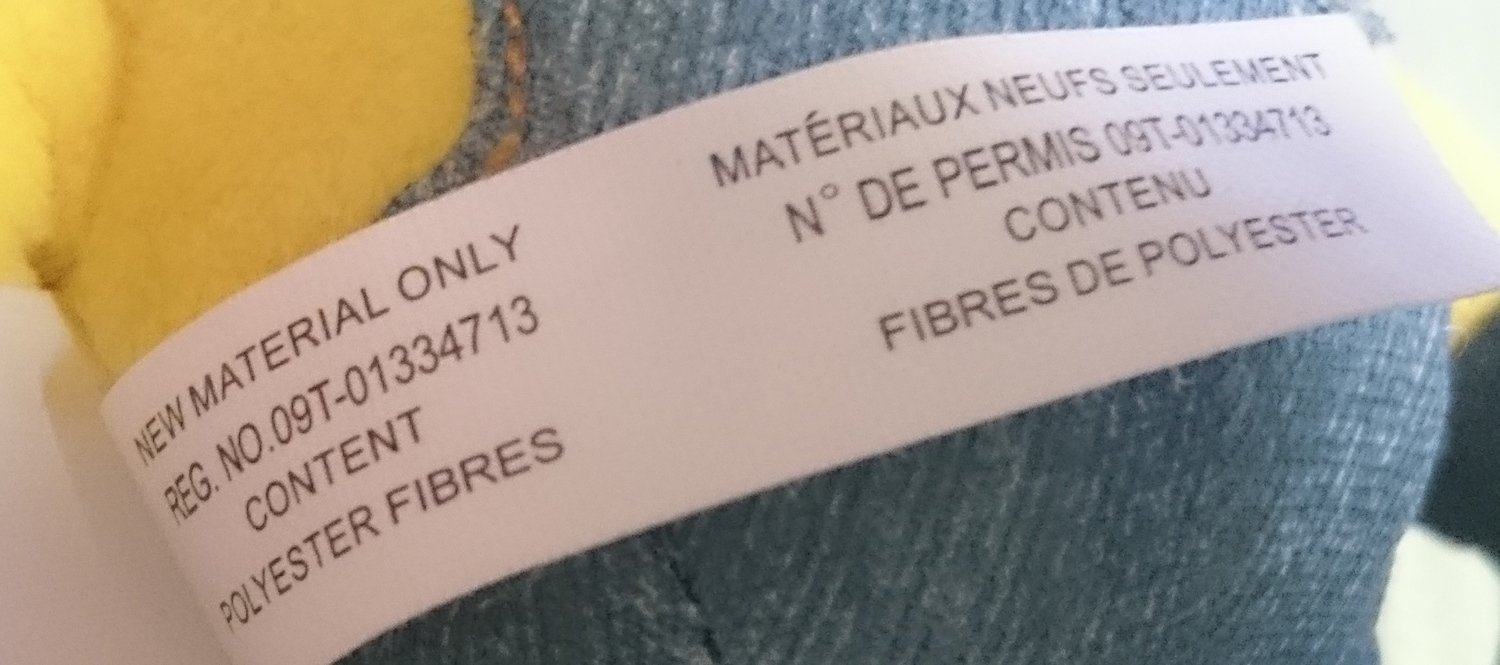 NEW MATERIAL ONLY
REG. NO.09T-01334713
CONTENT
POLYESTER FIBRES
MATÉRIAUX NEUFS SEULEMENT
N° DE PERMIS 09T-01334713
CONTENU
FIBRES DE POLYESTER